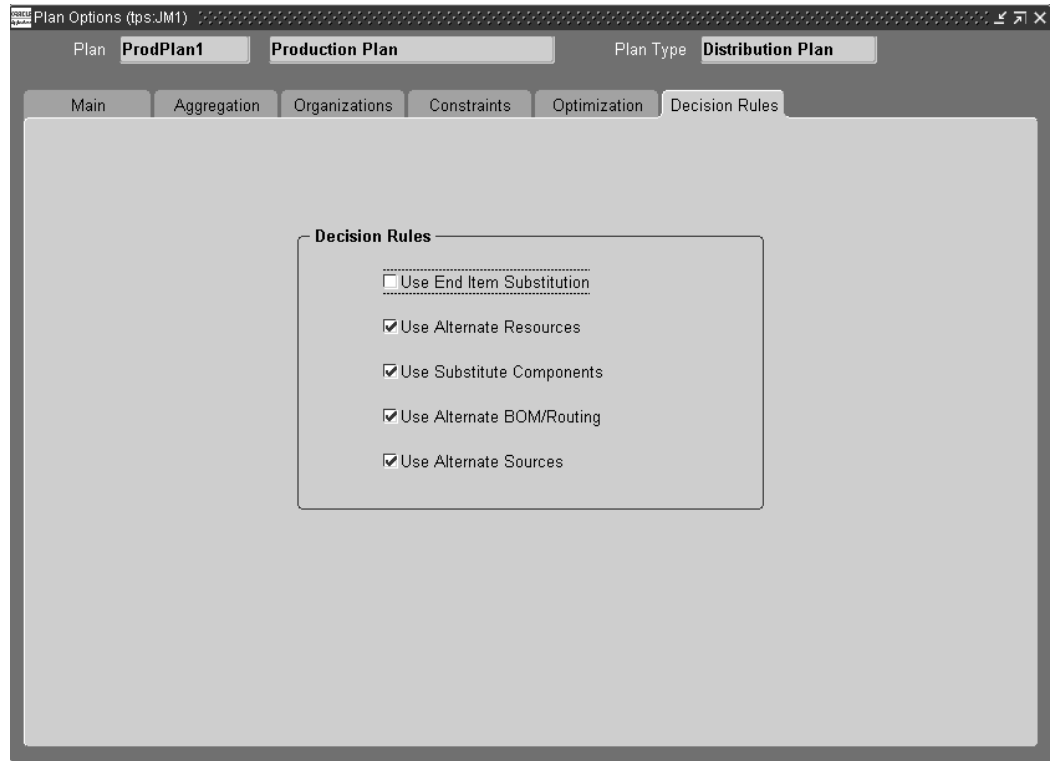 Plan Options (tps:JM1)
Plan ProdPlan1 Production Plan Plan Type Distribution Plan
Main Aggregation Organizations Constraints Optimization Decision Rules
Decision Rules
Use End Item Substitution
Use Alternate Resources
Use Substitute Components
Use Alternate BOM/Routing
Use Alternate Sources